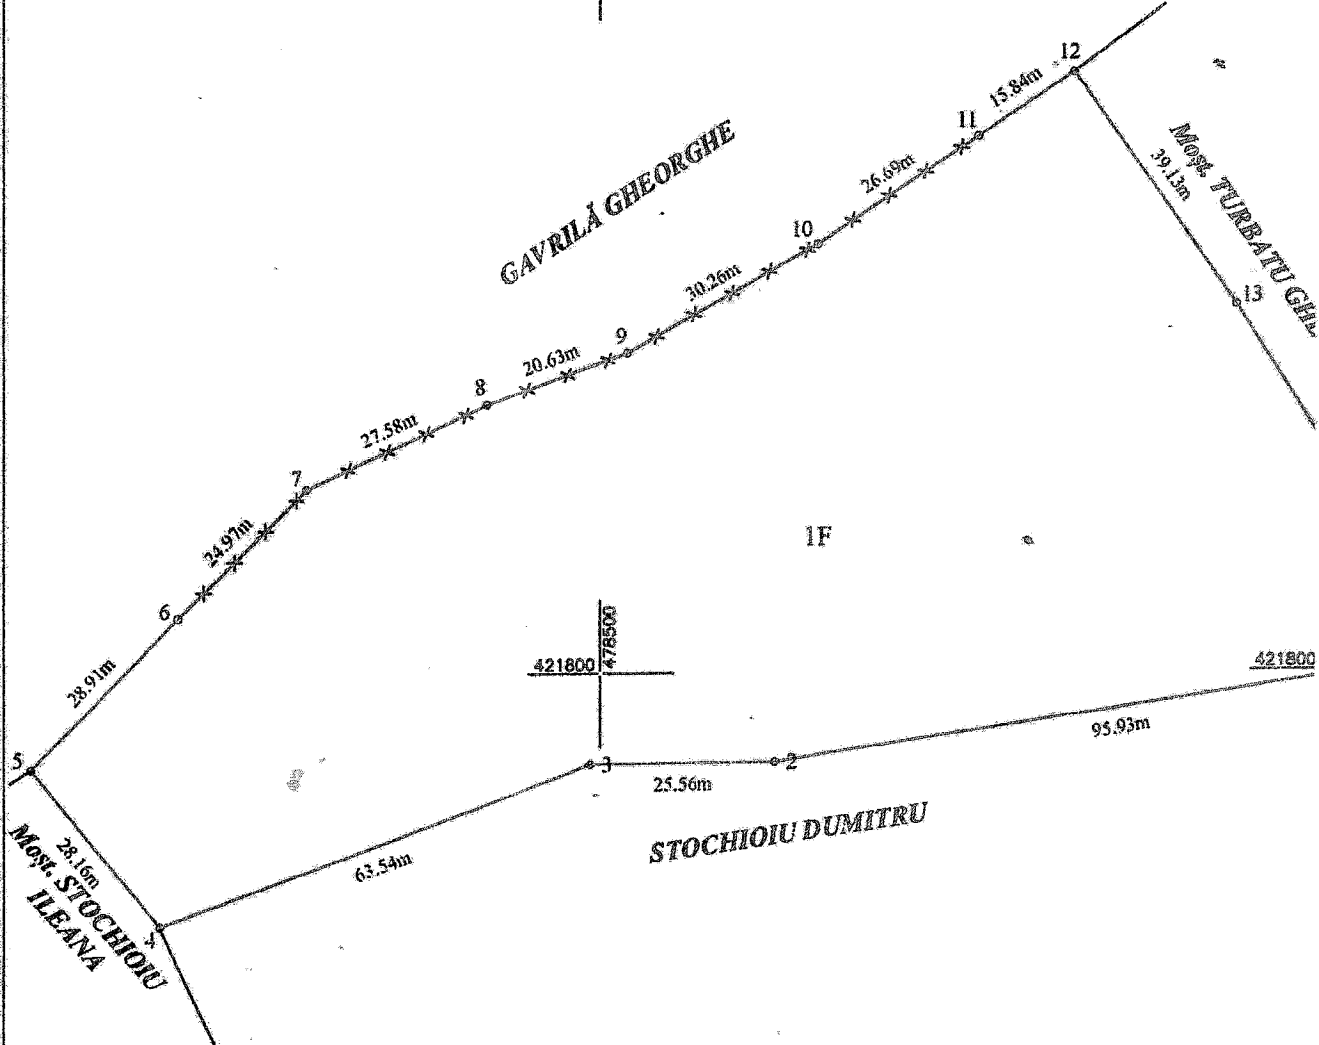 12
15.84m
11
Moșt. TURBATU GHE
39.13m
GAVRILĂ GHEORGHE
26.69m
10
30.26m
13
9
20.63m
8
27.58m
7
24.97m
1F
6
478500
421800
421800
28.91m
95.93m
5
3
2
25.56m
STOCHIOIU DUMITRU
63.54m
28.16m
Moșt. STOCHIOIU
ILEANA
4